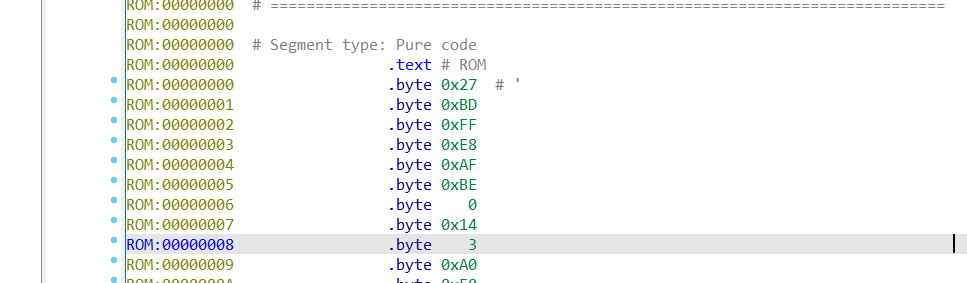 ROM:00000000 # ===========================================================================
ROM:00000000
ROM:00000000 # Segment type: Pure code
ROM:00000000 .text # ROM
ROM:00000000 .byte 0x27 # '
ROM:00000001 .byte 0xBD
ROM:00000002 .byte 0xFF
ROM:00000003 .byte 0xE8
ROM:00000004 .byte 0xAF
ROM:00000005 .byte 0xBE
ROM:00000006 .byte 0
ROM:00000007 .byte 0x14
ROM:00000008 .byte 3
ROM:00000009 .byte 0xA0